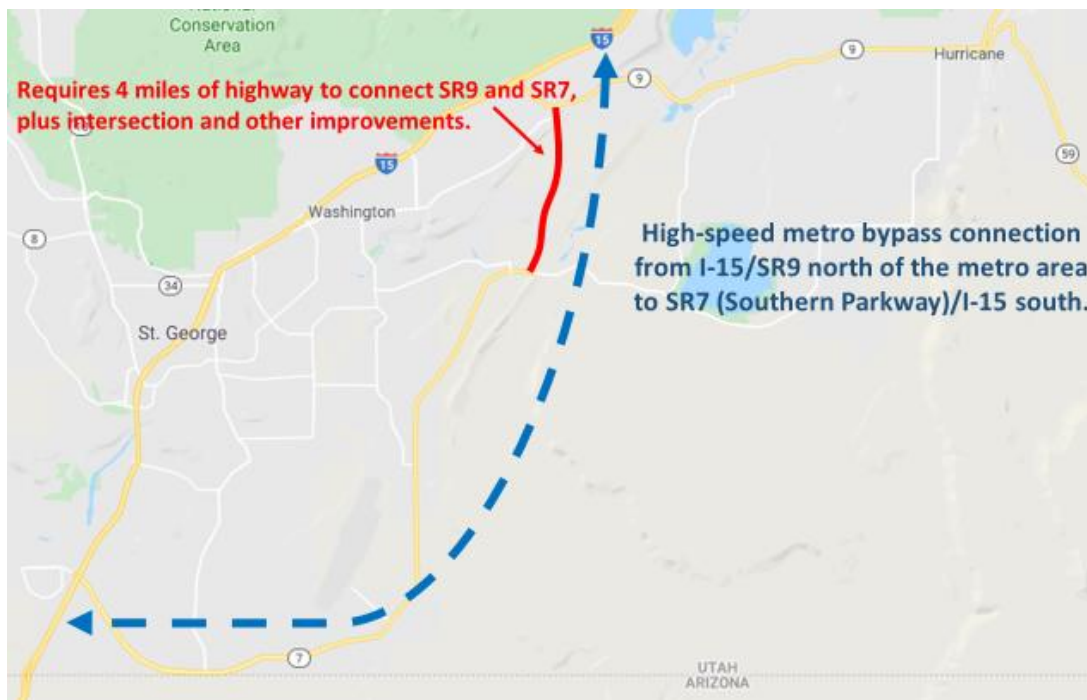 National
Conservation
Area
15
9
9
Hurricane
Requires 4 miles of highway to connect SR9 and SR7,
plus intersection and other improvements.
15
59
Washington
8
High-speed metro bypass connection
from I-15/SR9 north of the metro area
to SR7 (Southern Parkway)/I-15 south.
34
St. George
7
UTAH
ARIZONA